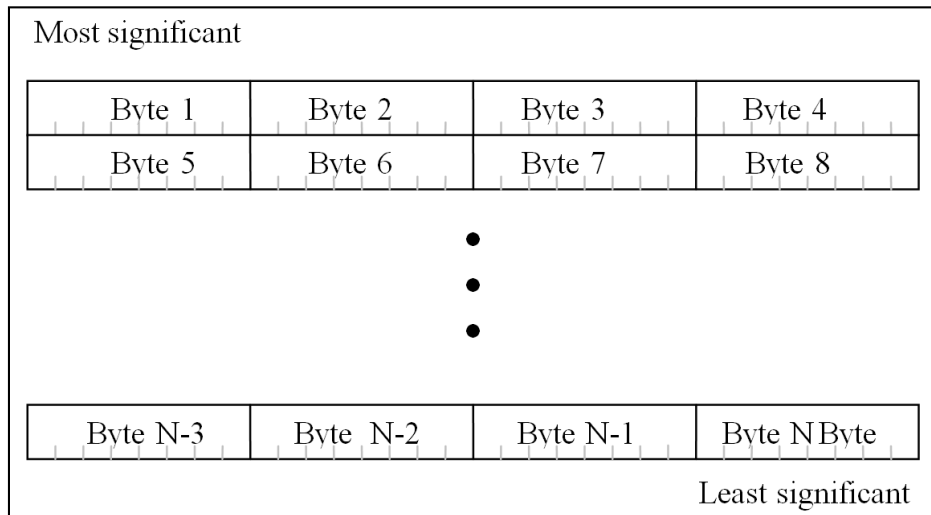 Most significant
Byte 1 Byte 2 Byte 3 Byte 4
Byte 5 Byte 6 Byte 7 Byte 8
Byte N-3 Byte N-2 Byte N-1 Byte N Byte
Least significant